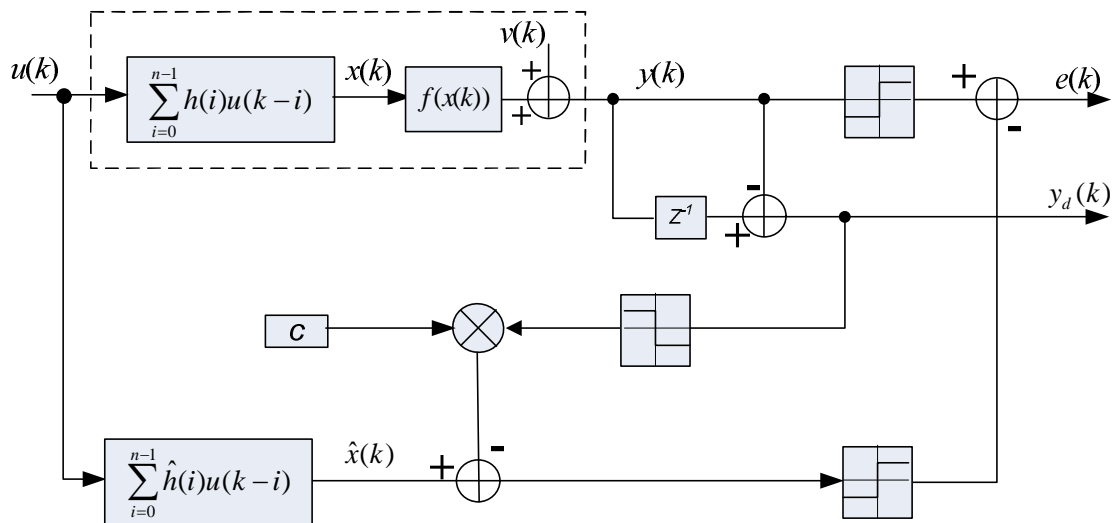 u(k)
∑_{i=0}^{n-1} h(i)u(k−i)
x(k)
f(x(k))
v(k)
+
+
y(k)
+
-
e(k)
Z⁻¹
-
+
y_d(k)
C
∑_{i=0}^{n-1} ĥ(i)u(k−i)
x̂(k)
+
-